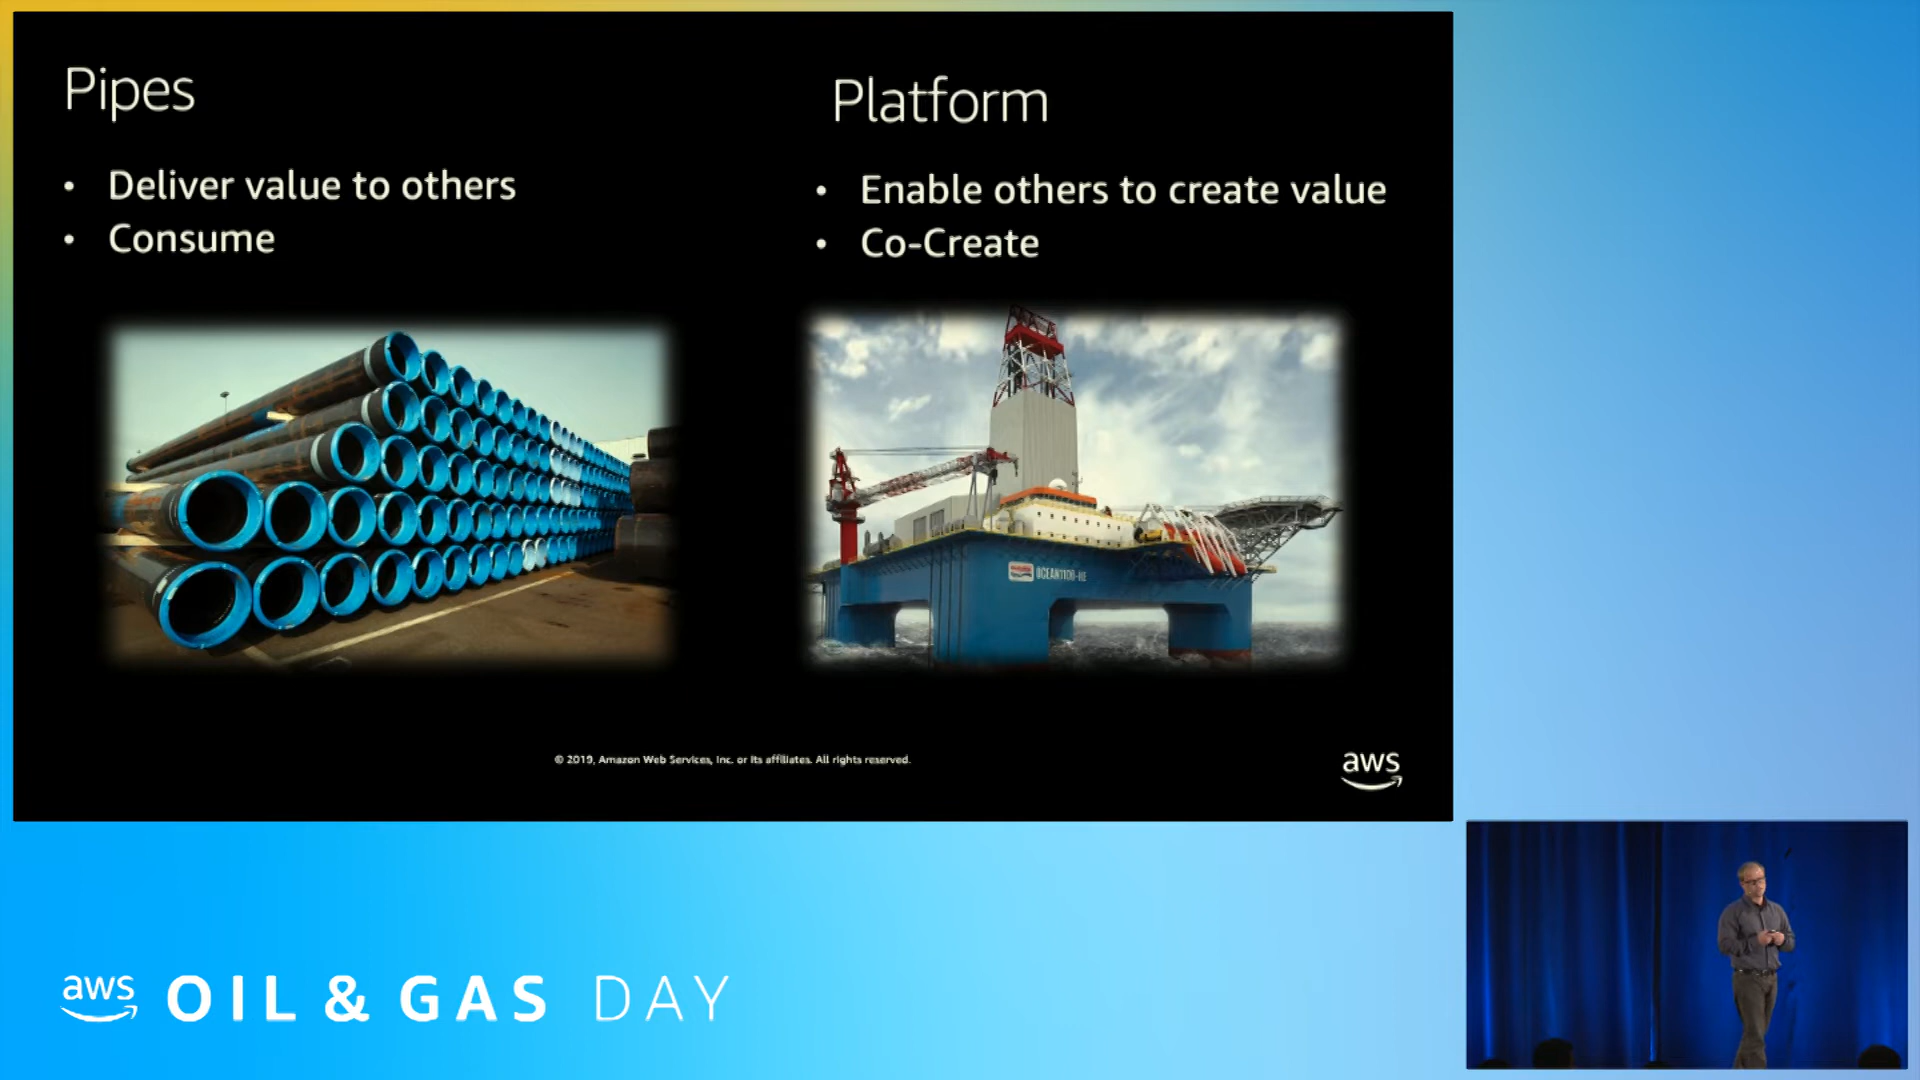 Pipes
• Deliver value to others
• Consume
Platform
• Enable others to create value
• Co-Create
© 2019, Amazon Web Services, Inc. or its affiliates. All rights reserved.
aws
aws OIL & GAS DAY